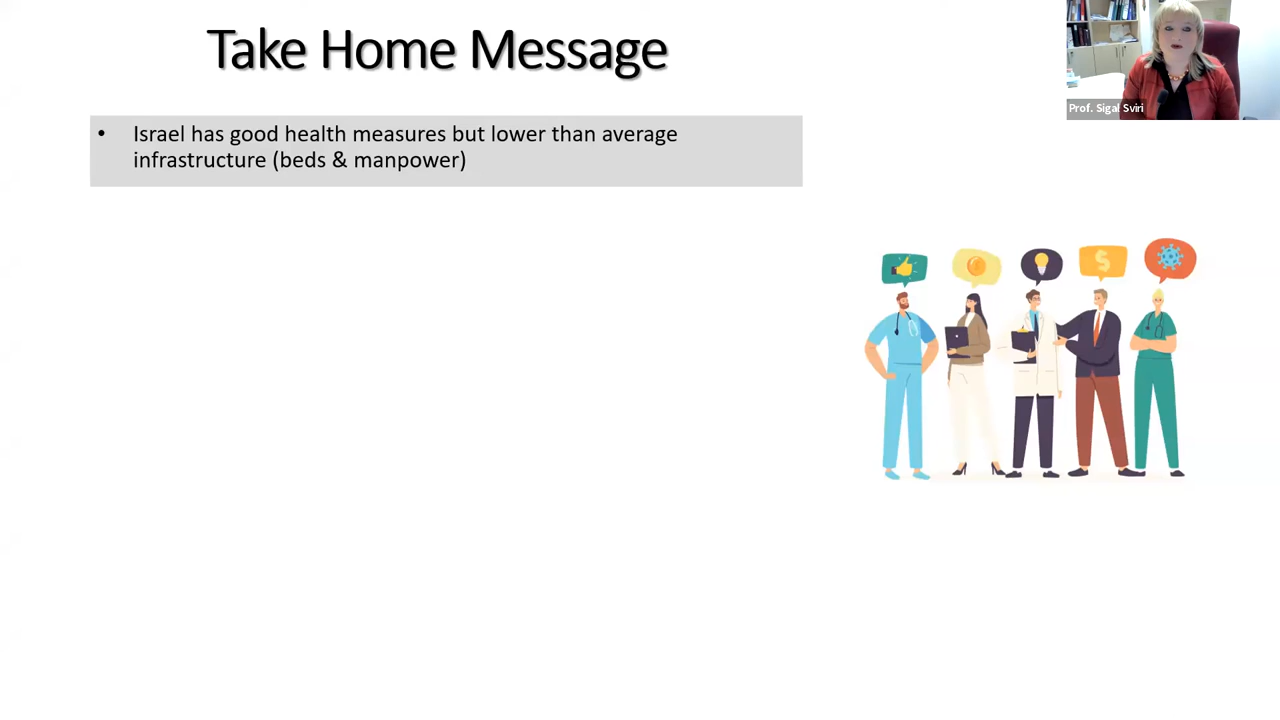 Take Home Message
Prof. Sigal Sviri
• Israel has good health measures but lower than average
infrastructure (beds & manpower)
$